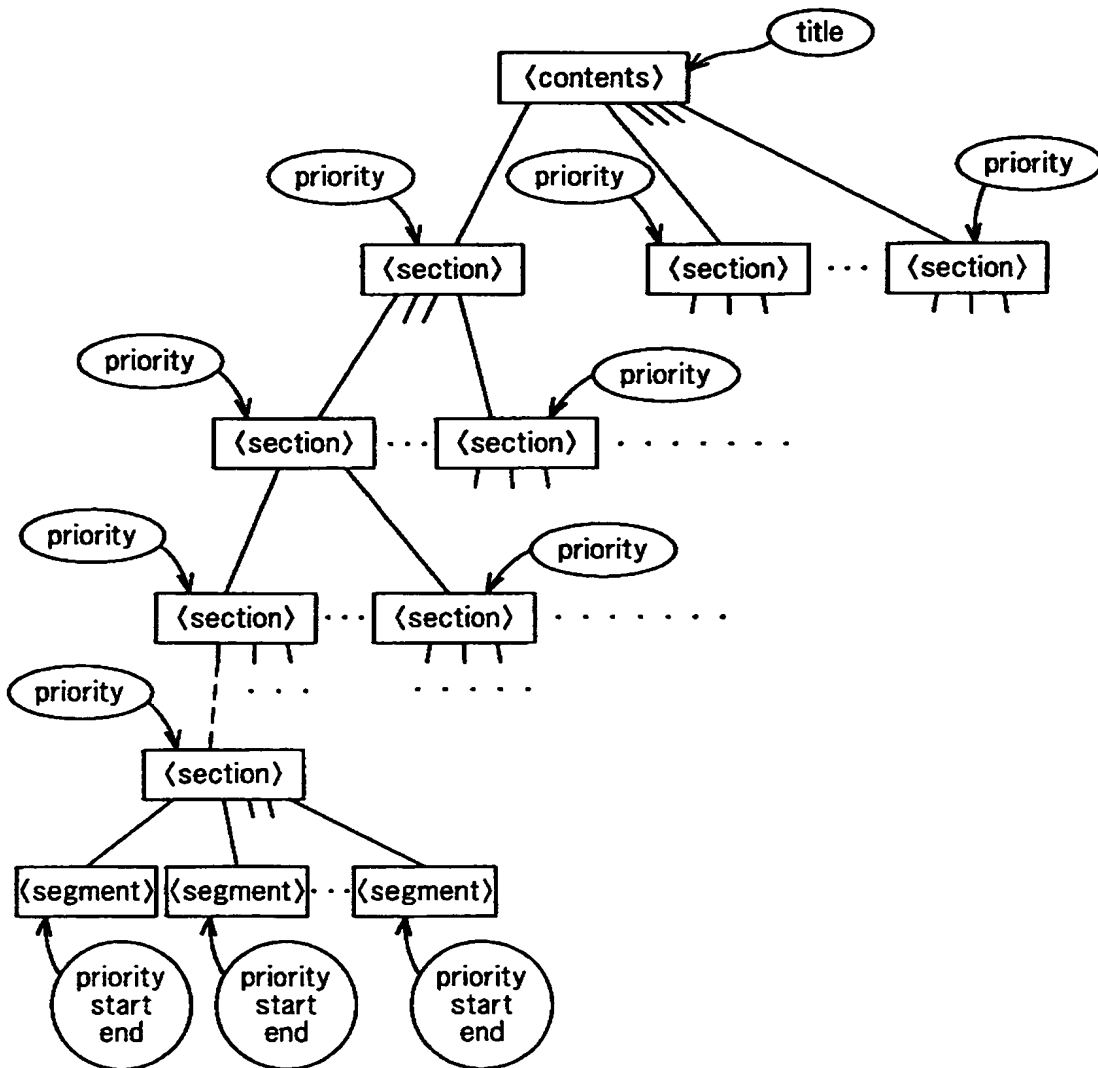 title
〈contents〉
priority
priority
priority
〈section〉
〈section〉
· · ·
〈section〉
priority
priority
〈section〉
· · ·
〈section〉
· · · · · · · · ·
priority
priority
〈section〉
· · ·
〈section〉
· · · · · · · · ·
priority
· · · ·
· · · · · ·
〈section〉
〈segment〉
〈segment〉
· · ·
〈segment〉
priority
start
end
priority
start
end
priority
start
end